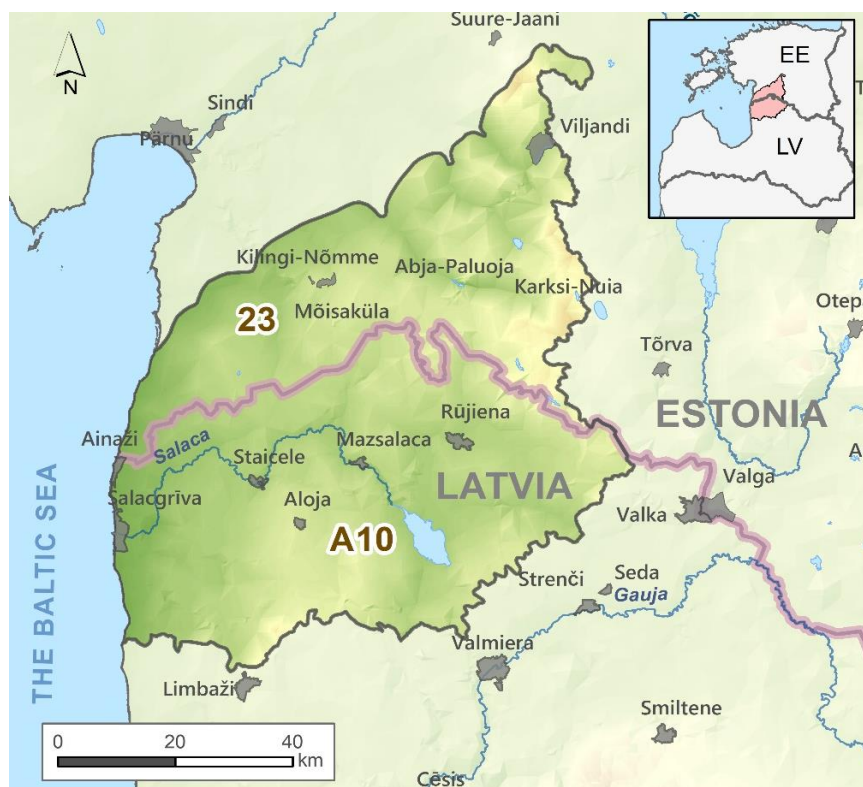 Suure-Jaani
EE
LV
N
Sindi
Pärnu
Viljandi
Kilingi-Nõmme
Abja-Paluoja
Karksi-Nuia
Otep
23
Mõisaküla
Tõrva
ESTONIA
Ainaži
Salaca
Rūjiena
Staicele
Mazsalaca
A
Valga
Salacgrīva
Aloja
LATVIA
Valka
A10
Strenči
Seda
Gauja
THE BALTIC SEA
Valmiera
Limbaži
Smiltene
0 20 40
km
Cēsis